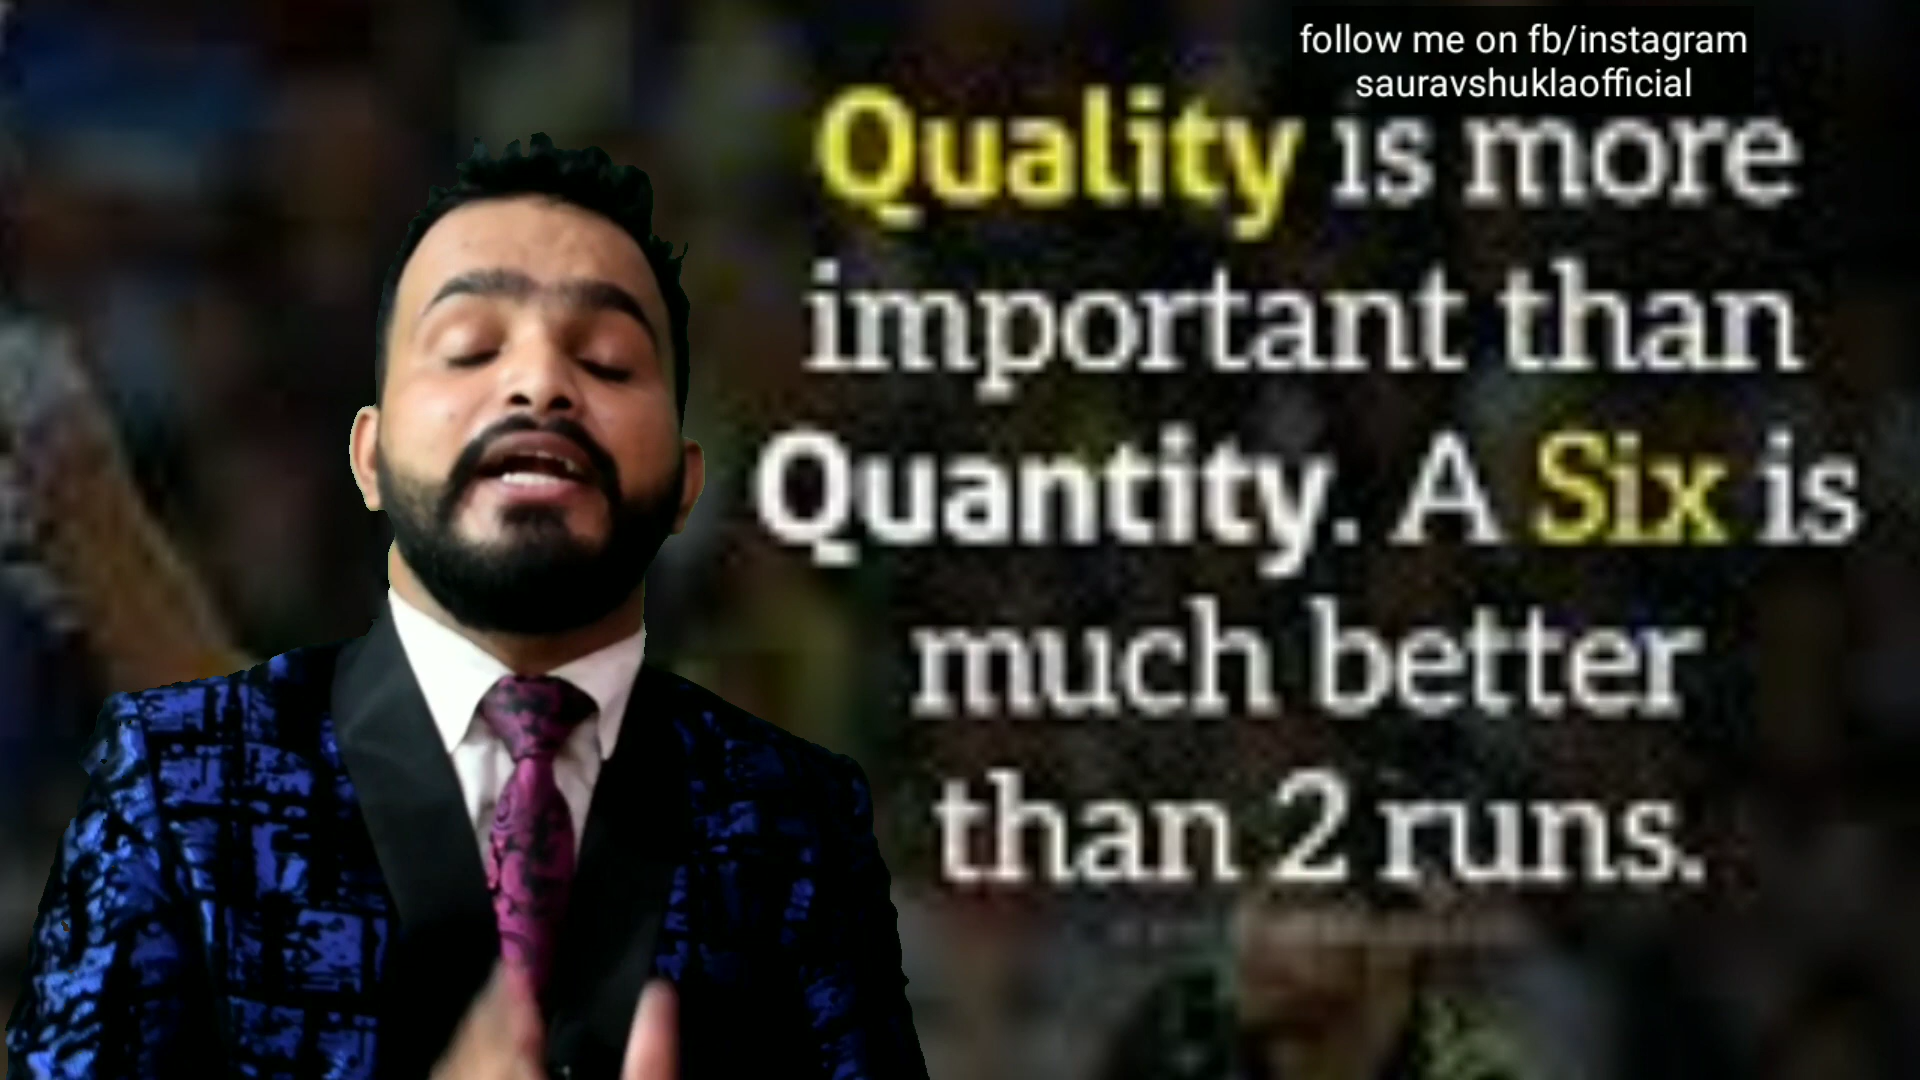 follow me on fb/instagram
sauravshuklaofficial
Quality is more
important than
Quantity. A Six is
much better
than 2 runs.